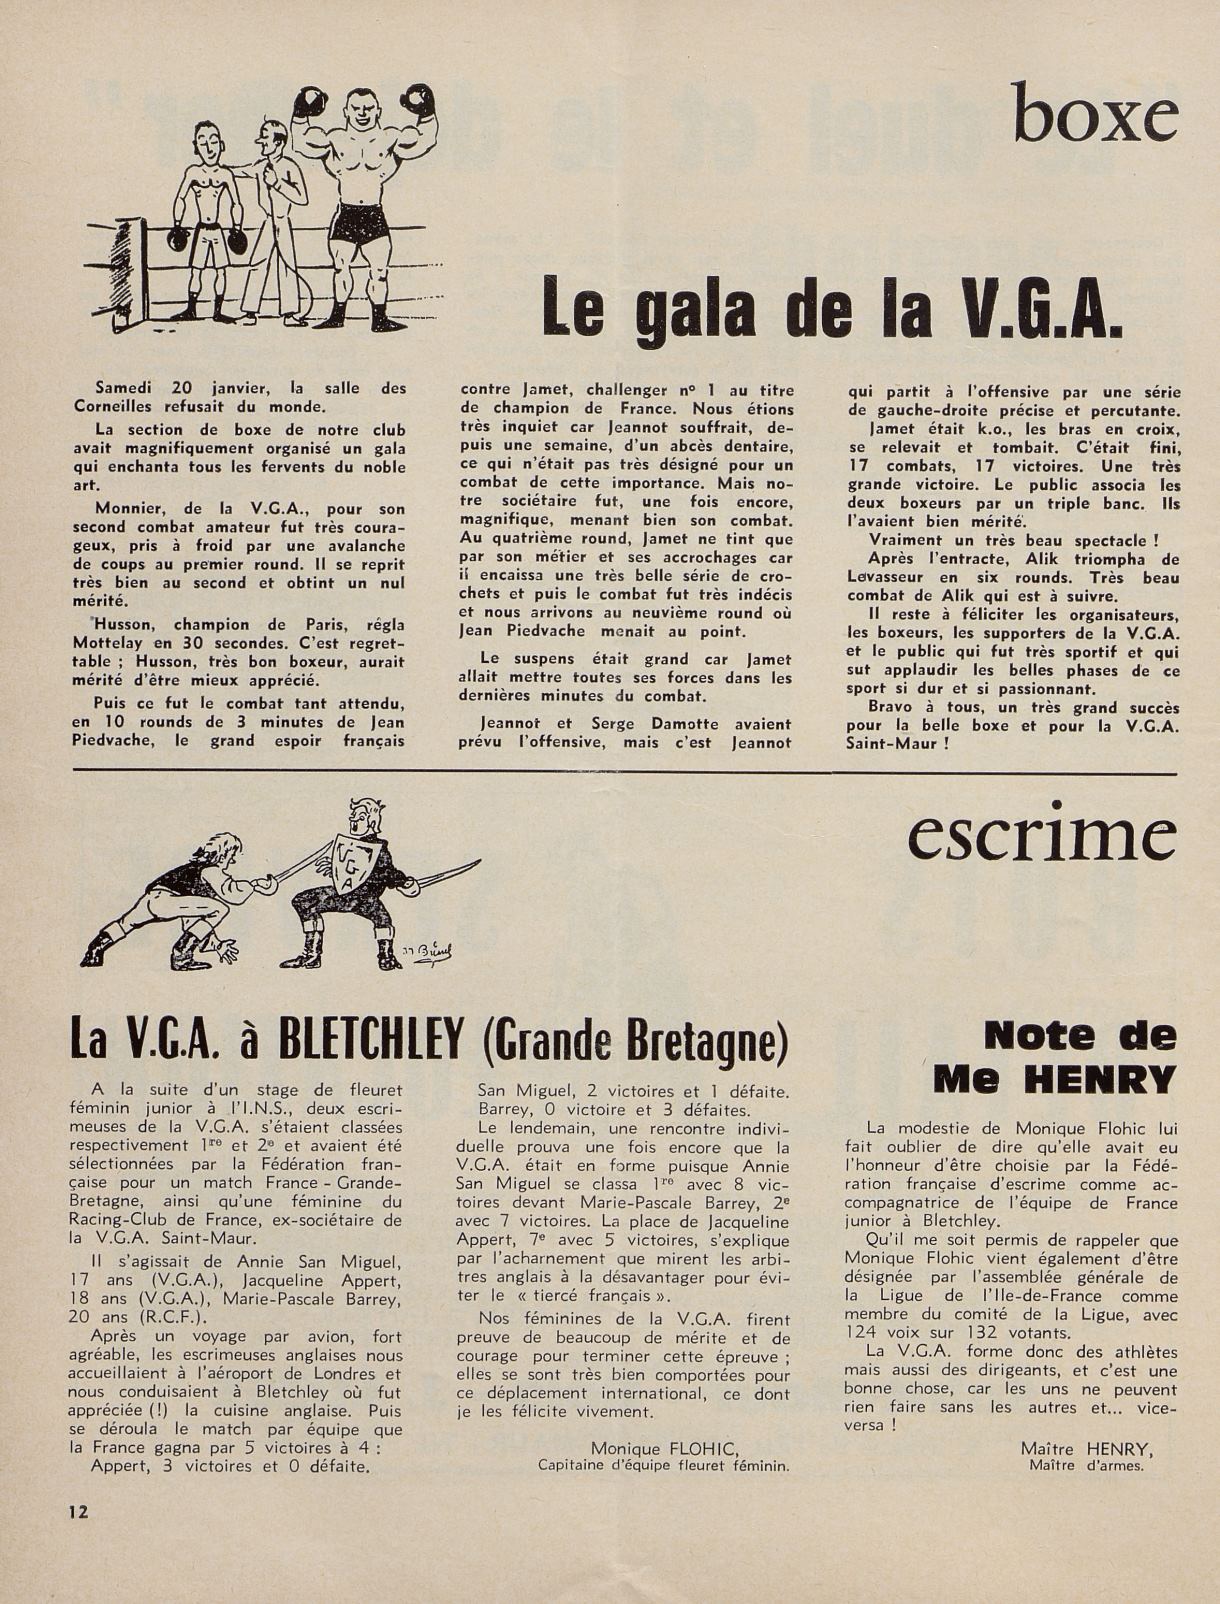 boxe
Le gala de la V.G.A.
Samedi 20 janvier, la salle des
Corneilles refusait du monde.
La section de boxe de notre club
avait magnifiquement organisé un gala
qui enchanta tous les fervents du noble
art.
Monnier, de la V.G.A., pour son
second combat amateur fut très coura-
geux, pris à froid par une avalanche
de coups au premier round. Il se reprit
très bien au second et obtint un nul
mérité.
Husson, champion de Paris, régla
Mottelay en 30 secondes. C'est regret-
table ; Husson, très bon boxeur, aurait
mérité d'être mieux apprécié.
Puis ce fut le combat tant attendu,
en 10 rounds de 3 minutes de Jean
Piedvache, le grand espoir français
contre Jamet, challenger n° 1 au titre
de champion de France. Nous étions
très inquiet car Jeannot souffrait, de-
puis une semaine, d'un abcès dentaire,
ce qui n'était pas très désigné pour un
combat de cette importance. Mais no-
tre sociétaire fut, une fois encore,
magnifique, menant bien son combat.
Au quatrième round, Jamet ne tint que
par son métier et ses accrochages car
il encaissa une très belle série de cro-
chets et puis le combat fut très indécis
et nous arrivons au neuvième round où
Jean Piedvache menait au point.
Le suspens était grand car Jamet
allait mettre toutes ses forces dans les
dernières minutes du combat.
Jeannot et Serge Damotte avaient
prévu l'offensive, mais c'est Jeannot
qui partit à l'offensive par une série
de gauche-droite précise et percutante.
Jamet était k.o., les bras en croix,
se relevait et tombait. C'était fini,
17 combats, 17 victoires. Une très
grande victoire. Le public associa les
deux boxeurs par un triple banc. Ils
l'avaient bien mérité.
Vraiment un très beau spectacle !
Après l'entracte, Alik triompha de
Levasseur en six rounds. Très beau
combat de Alik qui est à suivre.
Il reste à féliciter les organisateurs,
les boxeurs, les supporters de la V.G.A.
et le public qui fut très sportif et qui
sut applaudir les belles phases de ce
sport si dur et si passionnant.
Bravo à tous, un très grand succès
pour la belle boxe et pour la V.G.A.
Saint-Maur !
escrime
V
G
A
La V.G.A. à BLETCHLEY (Grande Bretagne)
A la suite d'un stage de fleuret
féminin junior à l'I.N.S., deux escri-
meuses de la V.G.A. s'étaient classées
respectivement 1re et 2e et avaient été
sélectionnées par la Fédération fran-
çaise pour un match France - Grande-
Bretagne, ainsi qu'une féminine du
Racing-Club de France, ex-sociétaire de
la V.G.A. Saint-Maur.
Il s'agissait de Annie San Miguel,
17 ans (V.G.A.), Jacqueline Appert,
18 ans (V.G.A.), Marie-Pascale Barrey,
20 ans (R.C.F.).
Après un voyage par avion, fort
agréable, les escrimeuses anglaises nous
accueillaient à l'aéroport de Londres et
nous conduisaient à Bletchley où fut
appréciée (!) la cuisine anglaise. Puis
se déroula le match par équipe que
la France gagna par 5 victoires à 4 :
Appert, 3 victoires et 0 défaite.
San Miguel, 2 victoires et 1 défaite.
Barrey, 0 victoire et 3 défaites.
Le lendemain, une rencontre indivi-
duelle prouva une fois encore que la
V.G.A. était en forme puisque Annie
San Miguel se classa 1re avec 8 vic-
toires devant Marie-Pascale Barrey, 2e
avec 7 victoires. La place de Jacqueline
Appert, 7e avec 5 victoires, s'explique
par l'acharnement que mirent les arbi-
tres anglais à la désavantager pour évi-
ter le « tiercé français ».
Nos féminines de la V.G.A. firent
preuve de beaucoup de mérite et de
courage pour terminer cette épreuve ;
elles se sont très bien comportées pour
ce déplacement international, ce dont
je les félicite vivement.
Monique FLOHIC,
Capitaine d'équipe fleuret féminin.
Note de
Me HENRY
La modestie de Monique Flohic lui
fait oublier de dire qu'elle avait eu
l'honneur d'être choisie par la Fédé-
ration française d'escrime comme ac-
compagnatrice de l'équipe de France
junior à Bletchley.
Qu'il me soit permis de rappeler que
Monique Flohic vient également d'être
désignée par l'assemblée générale de
la Ligue de l'Ile-de-France comme
membre du comité de la Ligue, avec
124 voix sur 132 votants.
La V.G.A. forme donc des athlètes
mais aussi des dirigeants, et c'est une
bonne chose, car les uns ne peuvent
rien faire sans les autres et... vice-
versa !
Maître HENRY,
Maître d'armes.
12